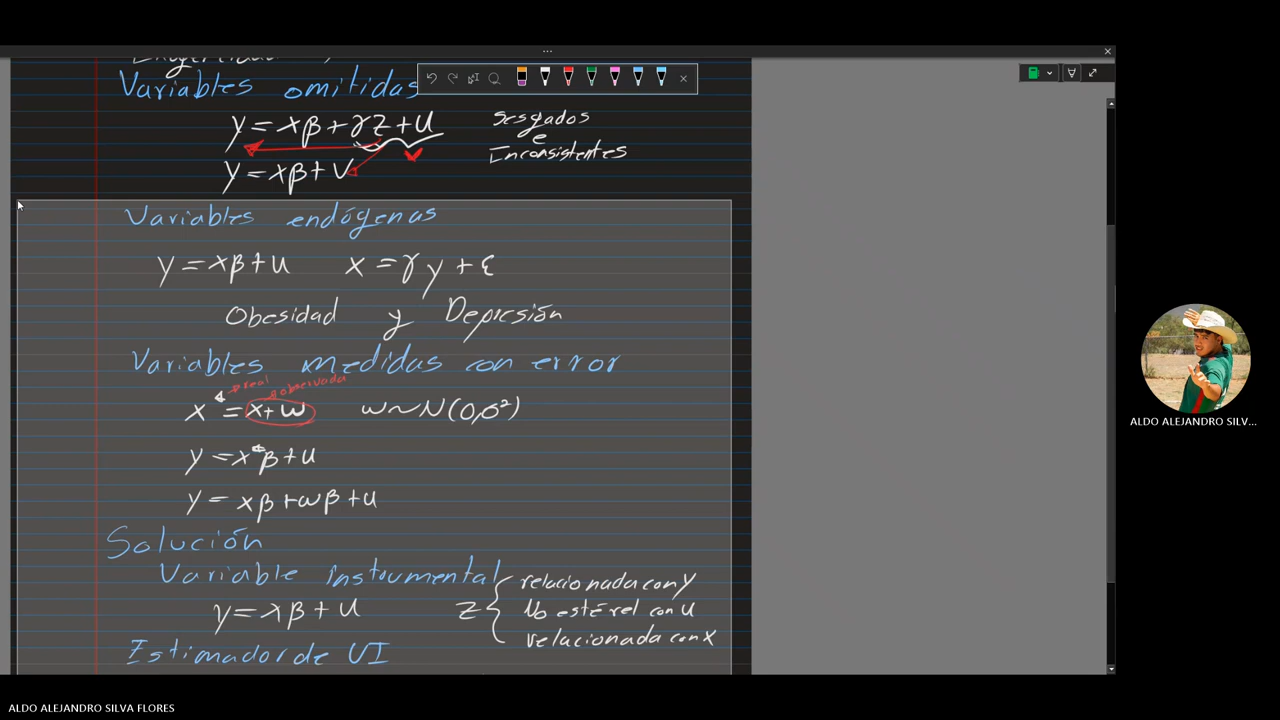 Variables omitidas
y = xβ + γz + u
Sesgados
e
Inconsistentes
y = xβ + v
Variables endógenas
y = xβ + u x = γy + ε
Obesidad y Depresión
Variables medidas con error
real
observada
x* = x + w w ~ N(0, σ²)
y = x*β + u
y = xβ + wβ + u
Solución
Variable instrumental
relacionada con y
y = xβ + u z { No esté rel con u
relacionada con x
Estimador de VI
ALDO ALEJANDRO SILV...
ALDO ALEJANDRO SILVA FLORES